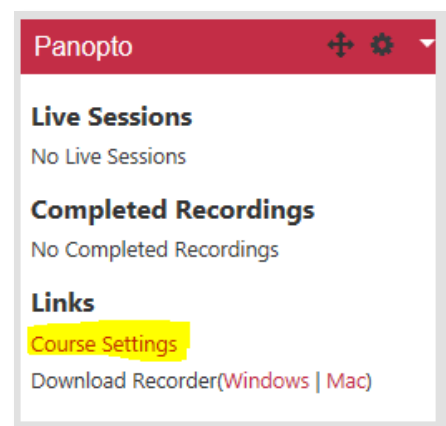 Panopto
Live Sessions
No Live Sessions
Completed Recordings
No Completed Recordings
Links
Course Settings
Download Recorder(Windows | Mac)